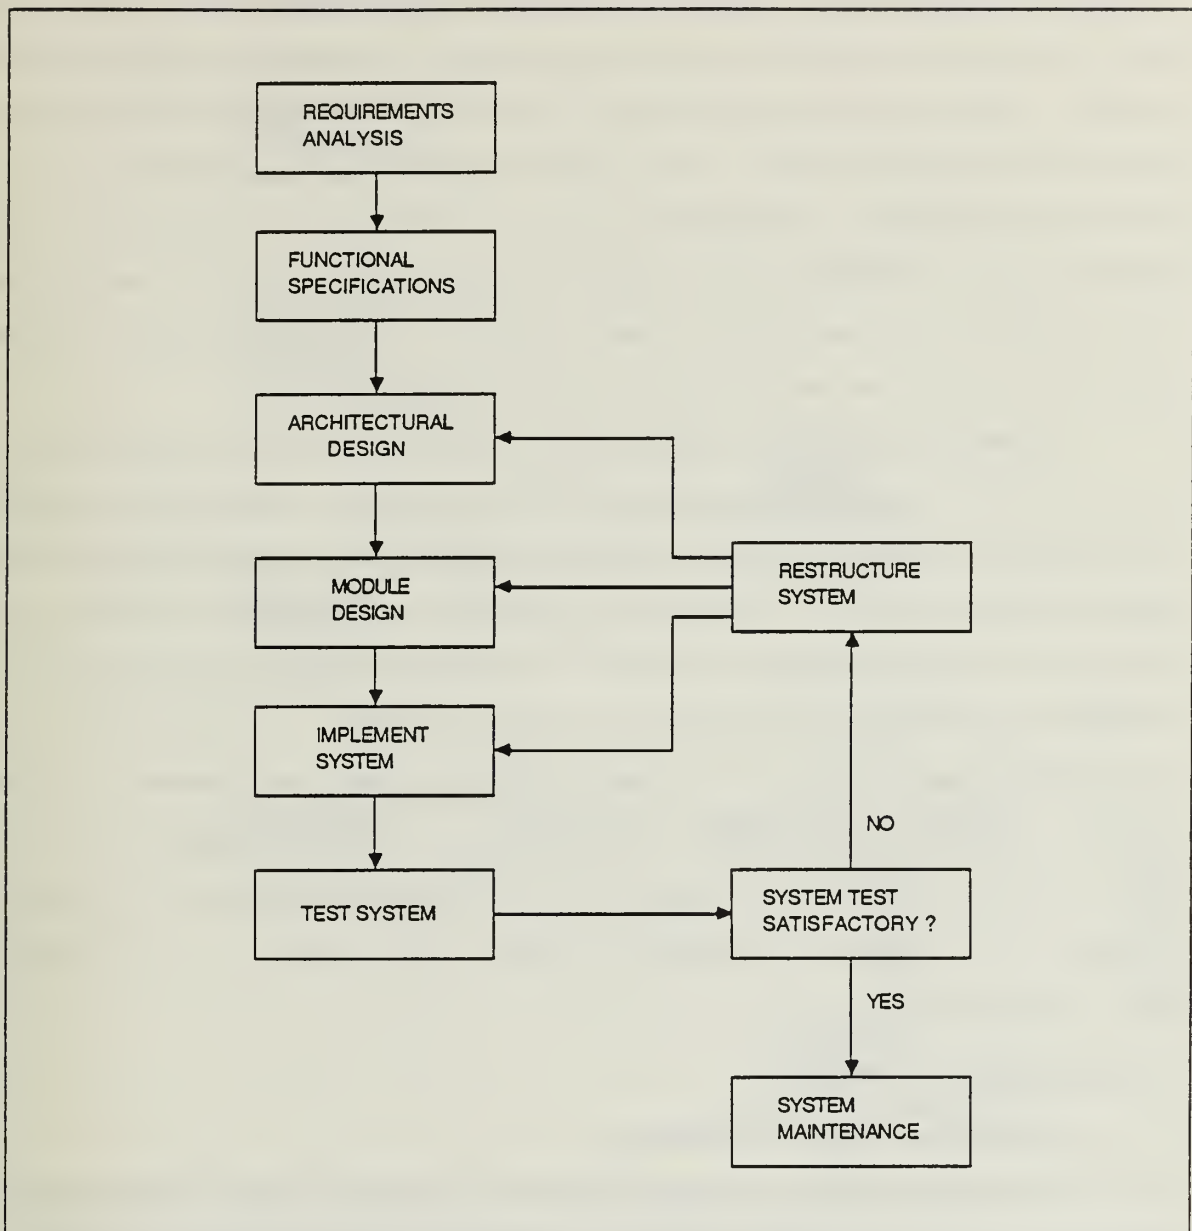 REQUIREMENTS
ANALYSIS
FUNCTIONAL
SPECIFICATIONS
ARCHITECTURAL
DESIGN
MODULE
DESIGN
RESTRUCTURE
SYSTEM
IMPLEMENT
SYSTEM
NO
TEST SYSTEM
SYSTEM TEST
SATISFACTORY ?
YES
SYSTEM
MAINTENANCE